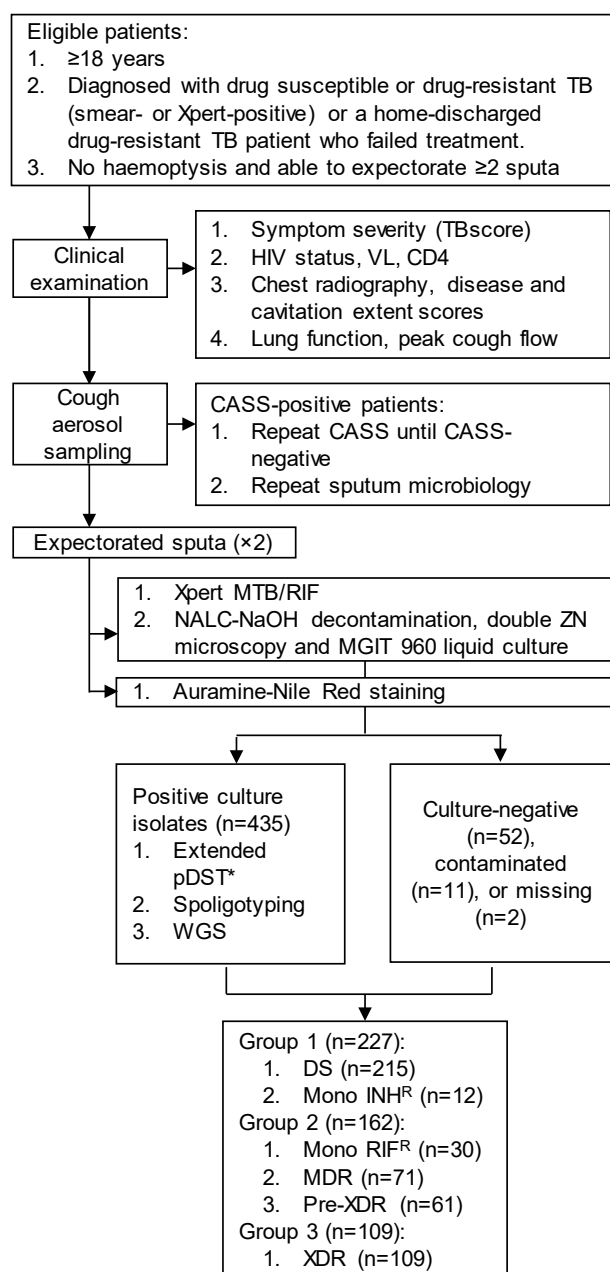 Eligible patients:
1. ≥18 years
2. Diagnosed with drug susceptible or drug-resistant TB
(smear- or Xpert-positive) or a home-discharged
drug-resistant TB patient who failed treatment.
3. No haemoptysis and able to expectorate ≥2 sputa
Clinical
examination
1. Symptom severity (TBscore)
2. HIV status, VL, CD4
3. Chest radiography, disease and
cavitation extent scores
4. Lung function, peak cough flow
Cough
aerosol
sampling
CASS-positive patients:
1. Repeat CASS until CASS-
negative
2. Repeat sputum microbiology
Expectorated sputa (×2)
1. Xpert MTB/RIF
2. NALC-NaOH decontamination, double ZN
microscopy and MGIT 960 liquid culture
1. Auramine-Nile Red staining
Positive culture
isolates (n=435)
1. Extended
pDST*
2. Spoligotyping
3. WGS
Culture-negative
(n=52),
contaminated
(n=11), or missing
(n=2)
Group 1 (n=227):
1. DS (n=215)
2. Mono INHᴿ (n=12)
Group 2 (n=162):
1. Mono RIFᴿ (n=30)
2. MDR (n=71)
3. Pre-XDR (n=61)
Group 3 (n=109):
1. XDR (n=109)